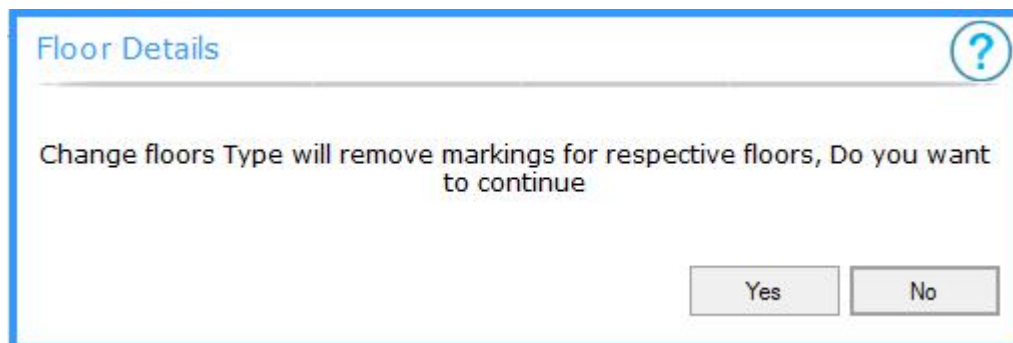 Floor Details
?
Change floors Type will remove markings for respective floors, Do you want
to continue
Yes
No